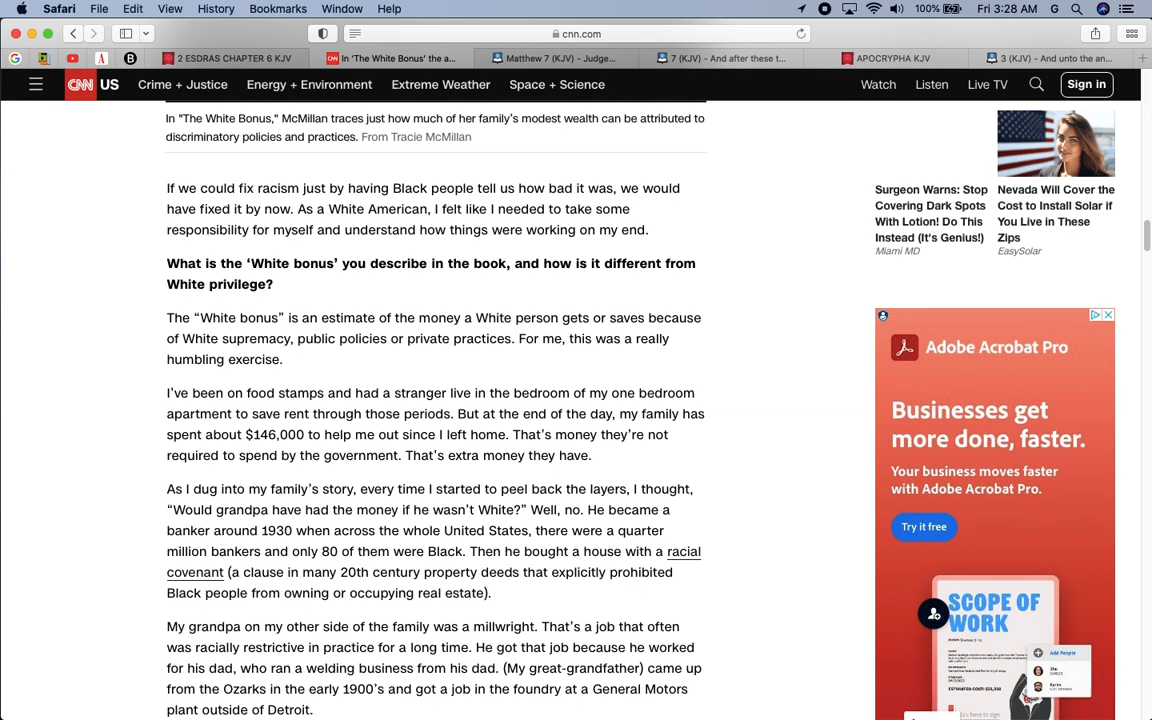 Safari File Edit View History Bookmarks Window Help 100% Fri 3:28 AM G
cnn.com
G A B 2 ESDRAS CHAPTER 6 KJV In 'The White Bonus' the a... Matthew 7 (KJV) - Judge... 7 (KJV) - And after these t... APOCRYPHA KJV 3 (KJV) - And unto the an...
CNN US Crime + Justice Energy + Environment Extreme Weather Space + Science Watch Listen Live TV Sign in
In "The White Bonus," McMillan traces just how much of her family's modest wealth can be attributed to
discriminatory policies and practices. From Tracie McMillan
If we could fix racism just by having Black people tell us how bad it was, we would
have fixed it by now. As a White American, I felt like I needed to take some
responsibility for myself and understand how things were working on my end.
What is the ‘White bonus’ you describe in the book, and how is it different from
White privilege?
The “White bonus” is an estimate of the money a White person gets or saves because
of White supremacy, public policies or private practices. For me, this was a really
humbling exercise.
I’ve been on food stamps and had a stranger live in the bedroom of my one bedroom
apartment to save rent through those periods. But at the end of the day, my family has
spent about $146,000 to help me out since I left home. That’s money they’re not
required to spend by the government. That’s extra money they have.
As I dug into my family’s story, every time I started to peel back the layers, I thought,
“Would grandpa have had the money if he wasn’t White?” Well, no. He became a
banker around 1930 when across the whole United States, there were a quarter
million bankers and only 80 of them were Black. Then he bought a house with a racial
covenant (a clause in many 20th century property deeds that explicitly prohibited
Black people from owning or occupying real estate).
My grandpa on my other side of the family was a millwright. That’s a job that often
was racially restrictive in practice for a long time. He got that job because he worked
for his dad, who ran a welding business from his dad. (My great-grandfather) came up
from the Ozarks in the early 1900’s and got a job in the foundry at a General Motors
plant outside of Detroit.
Surgeon Warns: Stop
Covering Dark Spots
With Lotion! Do This
Instead (It's Genius!)
Miami MD
Nevada Will Cover the
Cost to Install Solar if
You Live in These
Zips
EasySolar
Adobe Acrobat Pro
Businesses get
more done, faster.
Your business moves faster
with Adobe Acrobat Pro.
Try it free
SCOPE OF
WORK
Add People